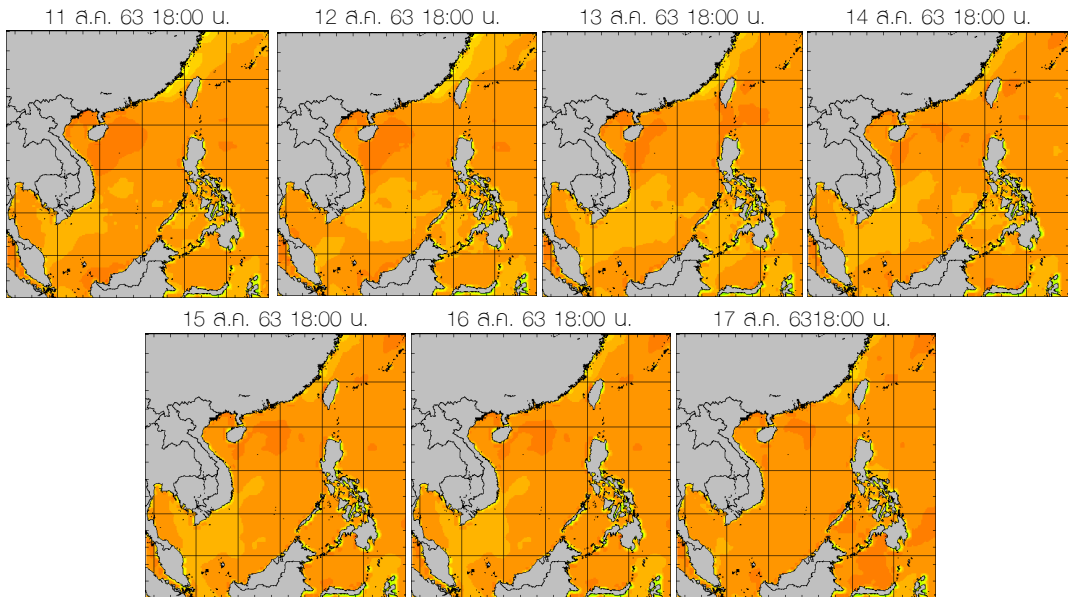 11 ส.ค. 63 18:00 น.
12 ส.ค. 63 18:00 น.
13 ส.ค. 63 18:00 น.
14 ส.ค. 63 18:00 น.
15 ส.ค. 63 18:00 น.
16 ส.ค. 63 18:00 น.
17 ส.ค. 6318:00 น.